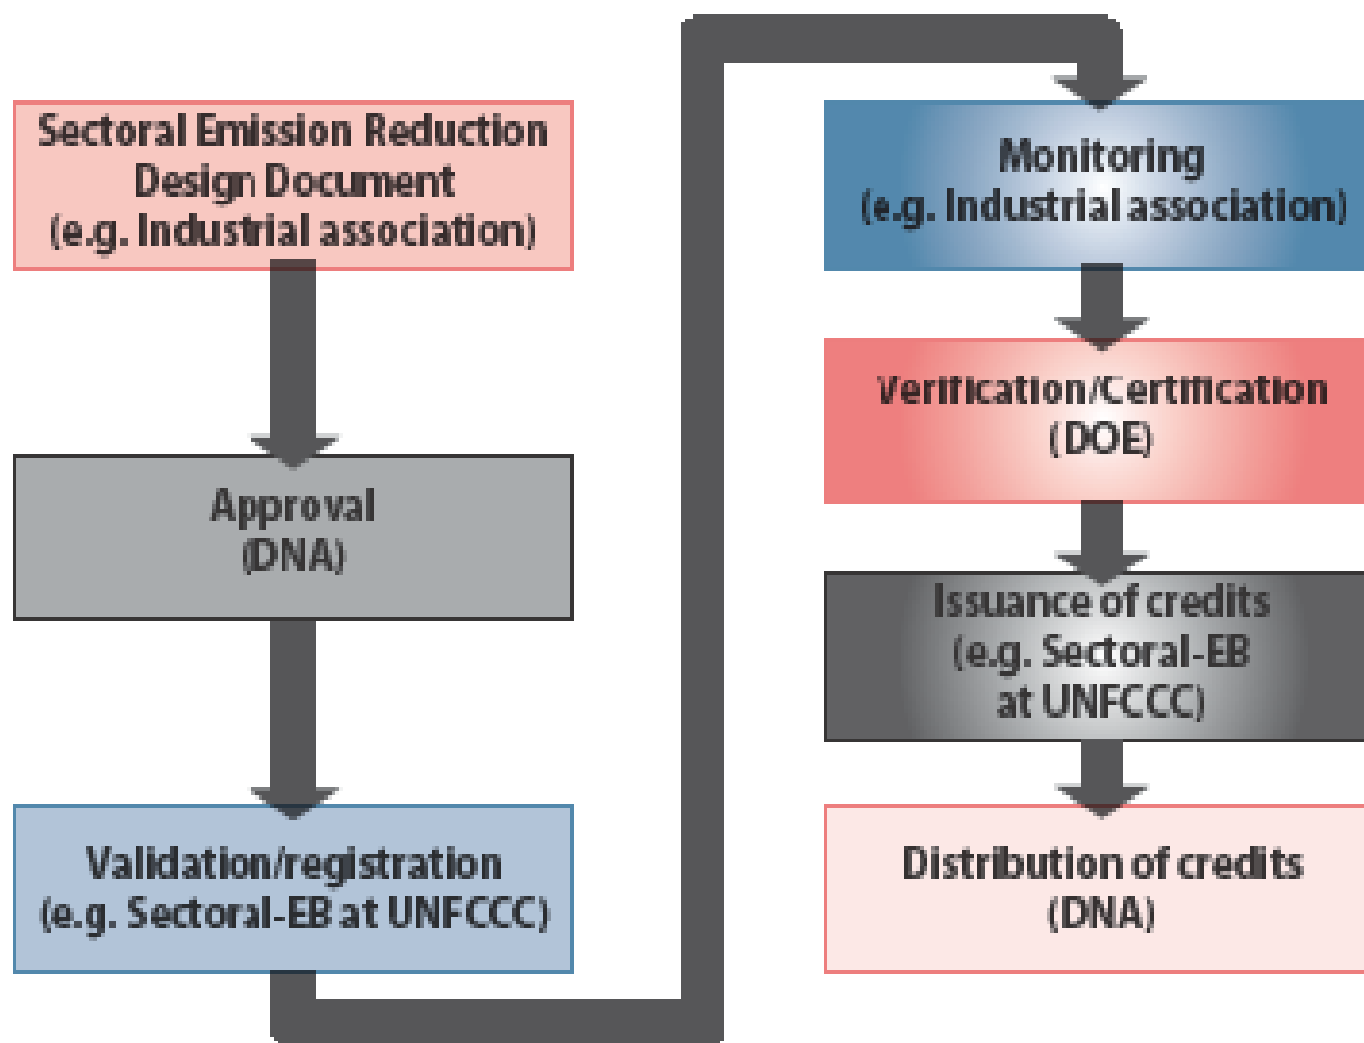 Sectoral Emission Reduction
Design Document
(e.g. Industrial association)
Approval
(DNA)
Validation/registration
(e.g. Sectoral-EB at UNFCCC)
Monitoring
(e.g. Industrial association)
Verification/Certification
(DOE)
Issuance of credits
(e.g. Sectoral-EB
at UNFCCC)
Distribution of credits
(DNA)